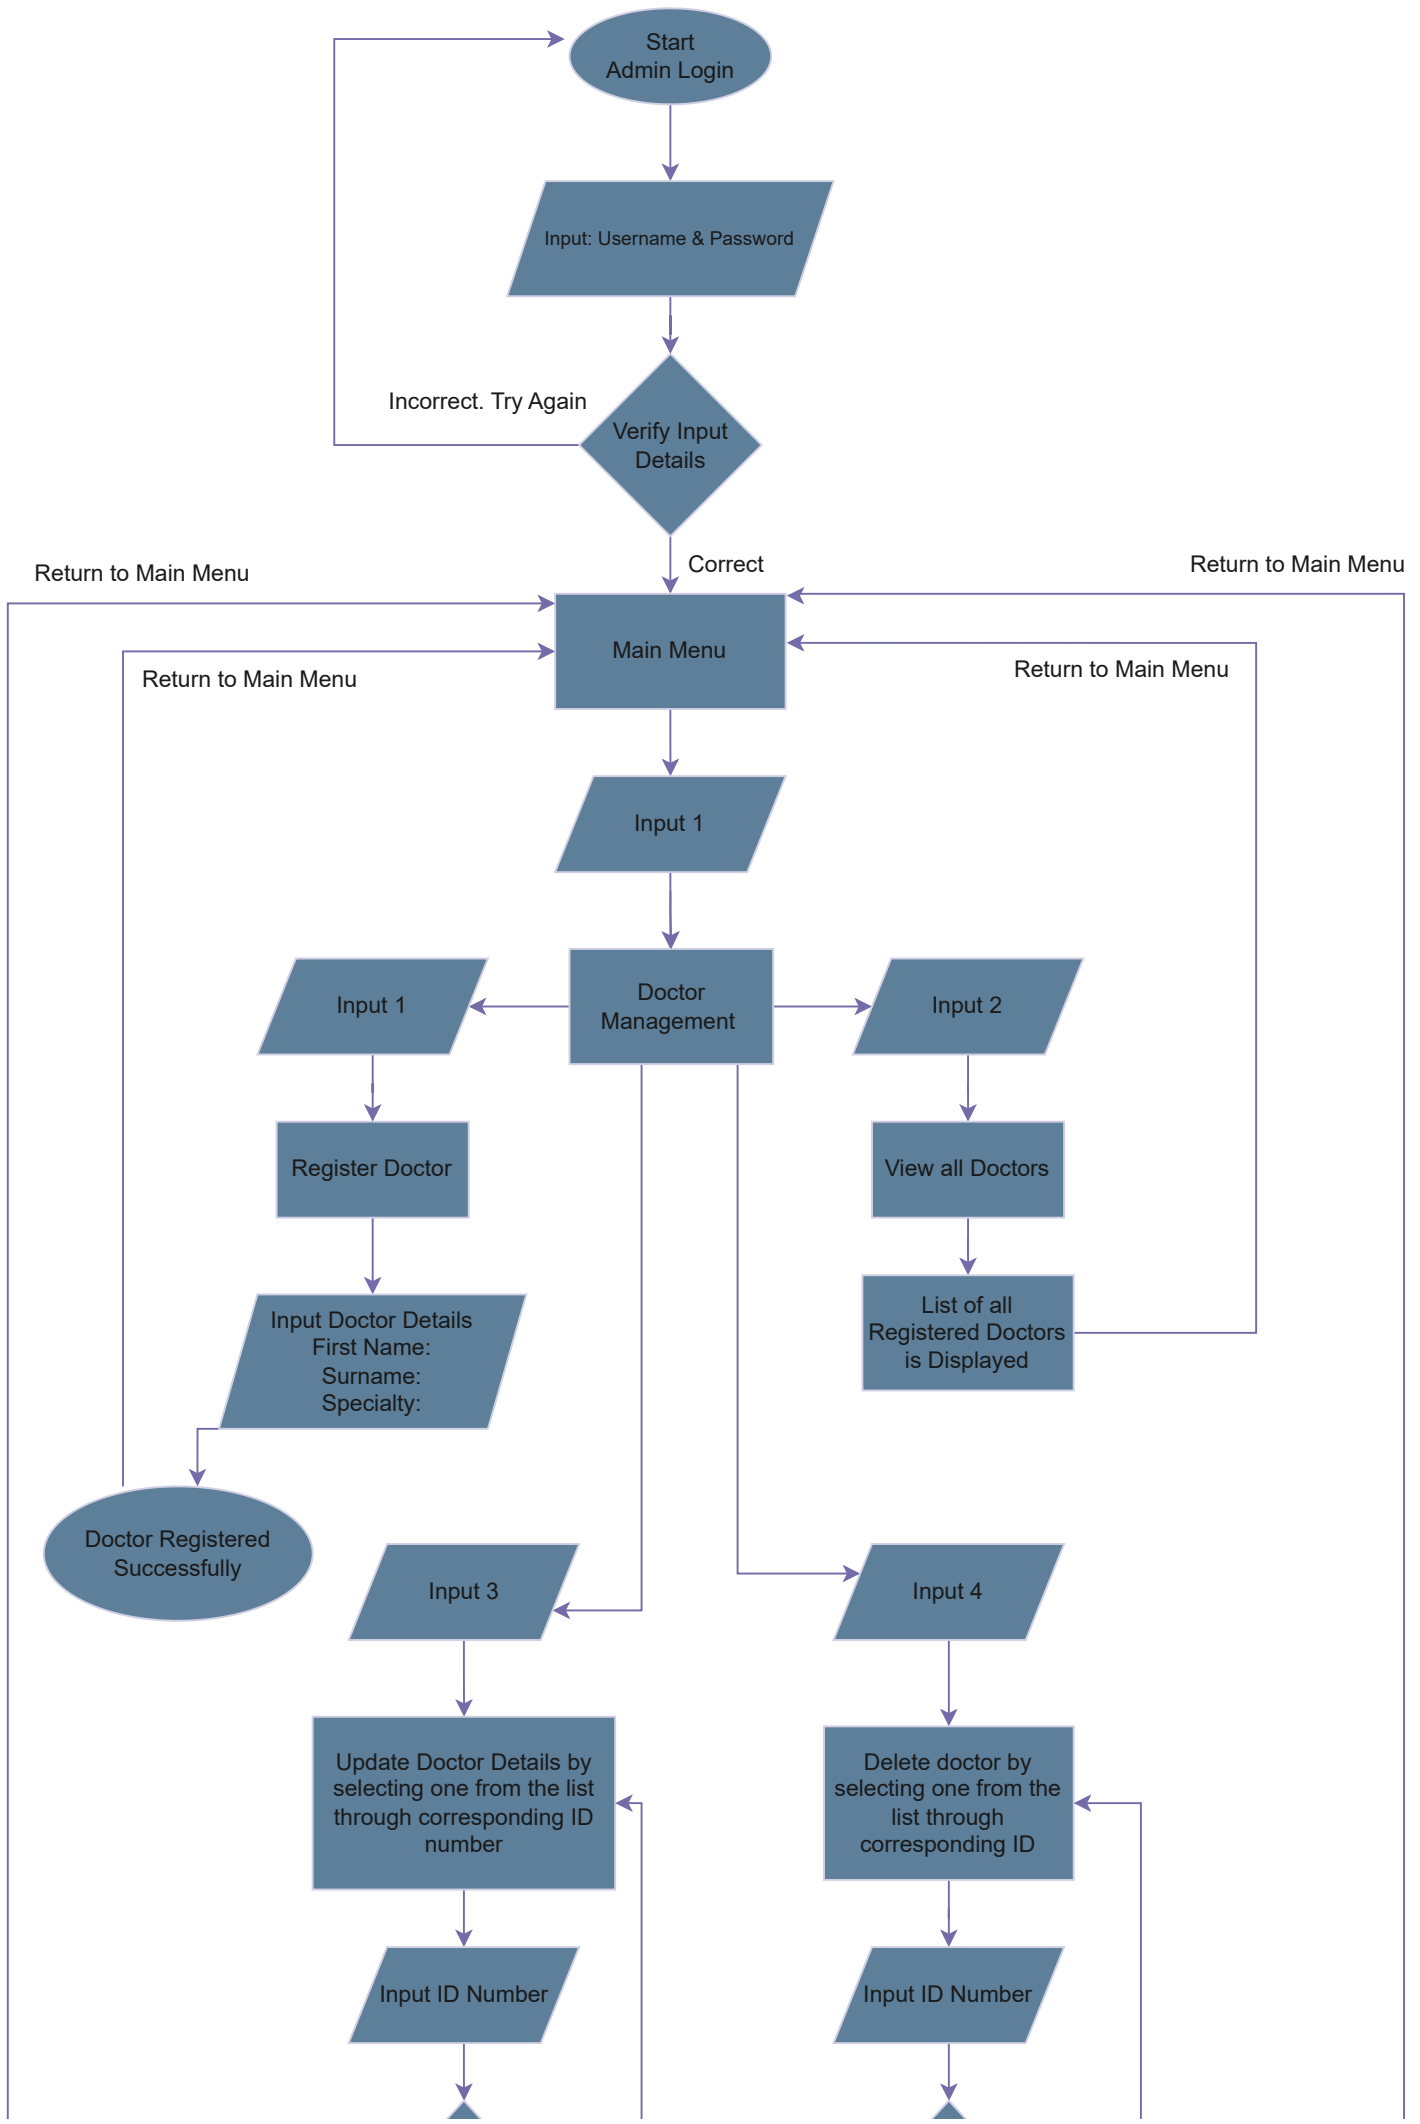 Start
Admin Login
Input: Username & Password
Incorrect. Try Again
Verify Input
Details
Correct
Return to Main Menu
Return to Main Menu
Main Menu
Return to Main Menu
Return to Main Menu
Input 1
Input 1
Doctor
Management
Input 2
Register Doctor
View all Doctors
Input Doctor Details
First Name:
Surname:
Specialty:
List of all
Registered Doctors
is Displayed
Doctor Registered
Successfully
Input 3
Input 4
Update Doctor Details by
selecting one from the list
through corresponding ID
number
Delete doctor by
selecting one from the
list through
corresponding ID
Input ID Number
Input ID Number